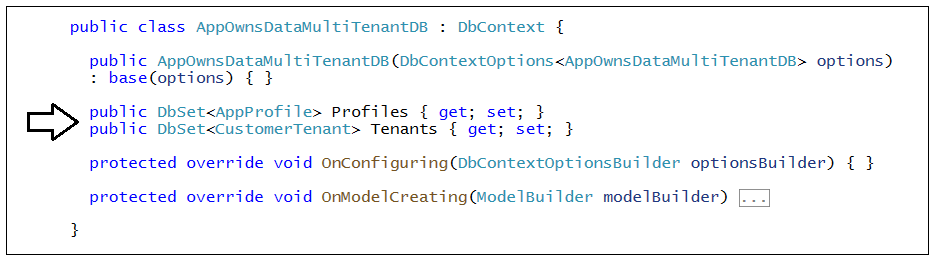 public class AppOwnsDataMultiTenantDB : DbContext {
public AppOwnsDataMultiTenantDB(DbContextOptions<AppOwnsDataMultiTenantDB> options)
: base(options) { }
public DbSet<AppProfile> Profiles { get; set; }
public DbSet<CustomerTenant> Tenants { get; set; }
protected override void OnConfiguring(DbContextOptionsBuilder optionsBuilder) { }
protected override void OnModelCreating(ModelBuilder modelBuilder) ...
}